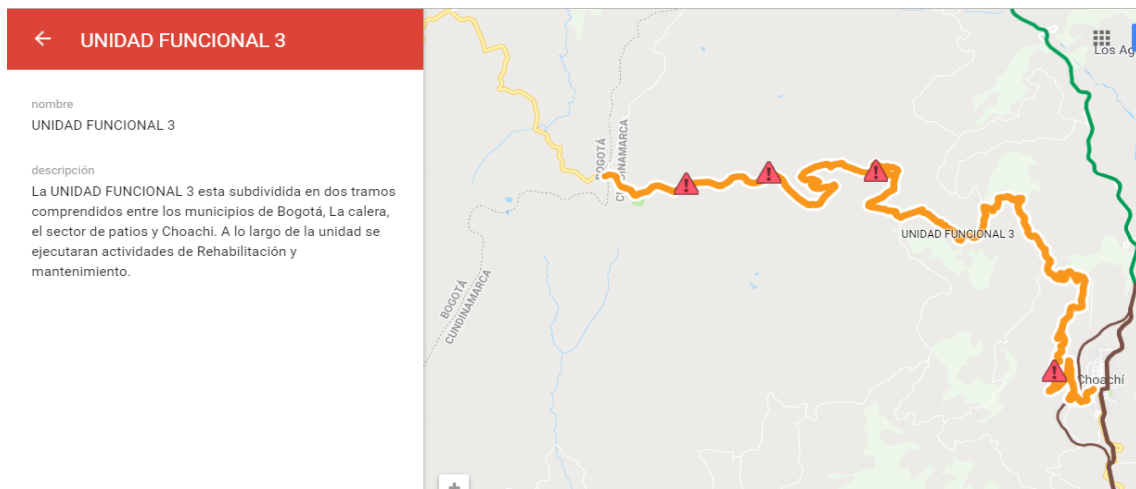 UNIDAD FUNCIONAL 3
nombre
UNIDAD FUNCIONAL 3
descripción
La UNIDAD FUNCIONAL 3 esta subdividida en dos tramos
comprendidos entre los municipios de Bogotá, La calera,
el sector de patios y Choachi. A lo largo de la unidad se
ejecutaran actividades de Rehabilitación y
mantenimiento.
Los Ag
BOGOTÁ
CUNDINAMARCA
UNIDAD FUNCIONAL 3
BOGOTÁ
CUNDINAMARCA
Choachí